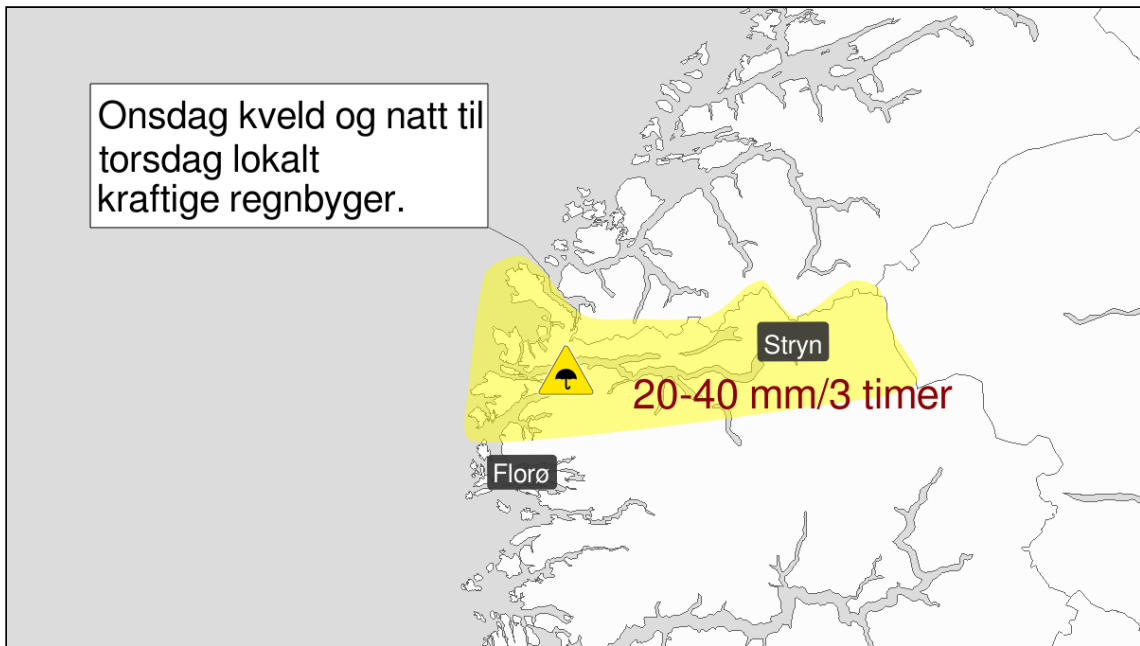 Onsdag kveld og natt til
torsdag lokalt
kraftige regnbyger.
Stryn
20-40 mm/3 timer
Florø